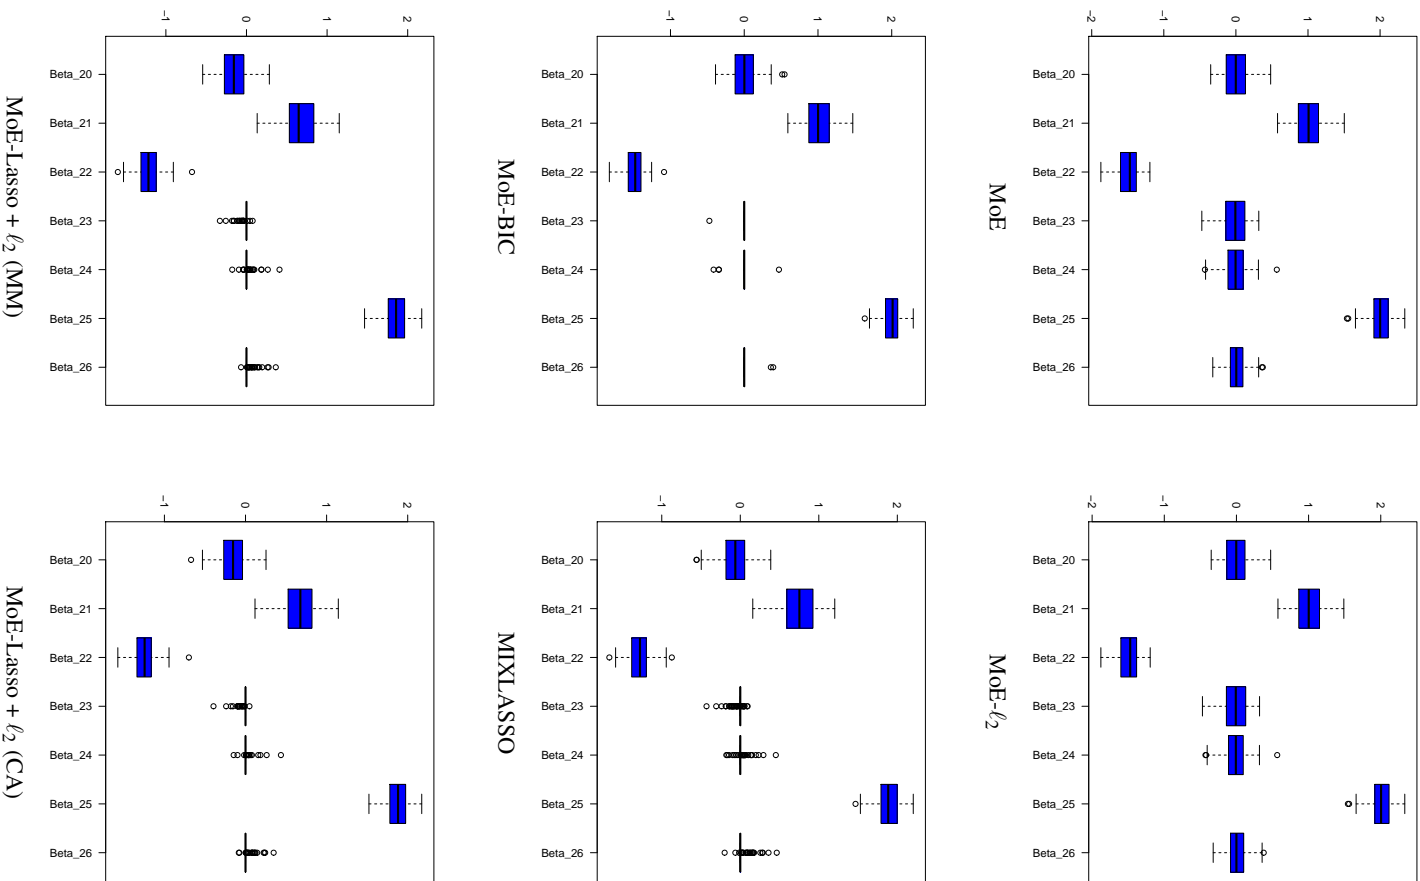 -1
0
1
2
Beta_20
Beta_21
Beta_22
Beta_23
Beta_24
Beta_25
Beta_26
MoE-Lasso + ℓ₂ (MM)
-1
0
1
2
Beta_20
Beta_21
Beta_22
Beta_23
Beta_24
Beta_25
Beta_26
MoE-BIC
-2
-1
0
1
2
Beta_20
Beta_21
Beta_22
Beta_23
Beta_24
Beta_25
Beta_26
MoE
-1
0
1
2
Beta_20
Beta_21
Beta_22
Beta_23
Beta_24
Beta_25
Beta_26
MoE-Lasso + ℓ₂ (CA)
-1
0
1
2
Beta_20
Beta_21
Beta_22
Beta_23
Beta_24
Beta_25
Beta_26
MIXLASSO
-2
-1
0
1
2
Beta_20
Beta_21
Beta_22
Beta_23
Beta_24
Beta_25
Beta_26
MoE-ℓ₂